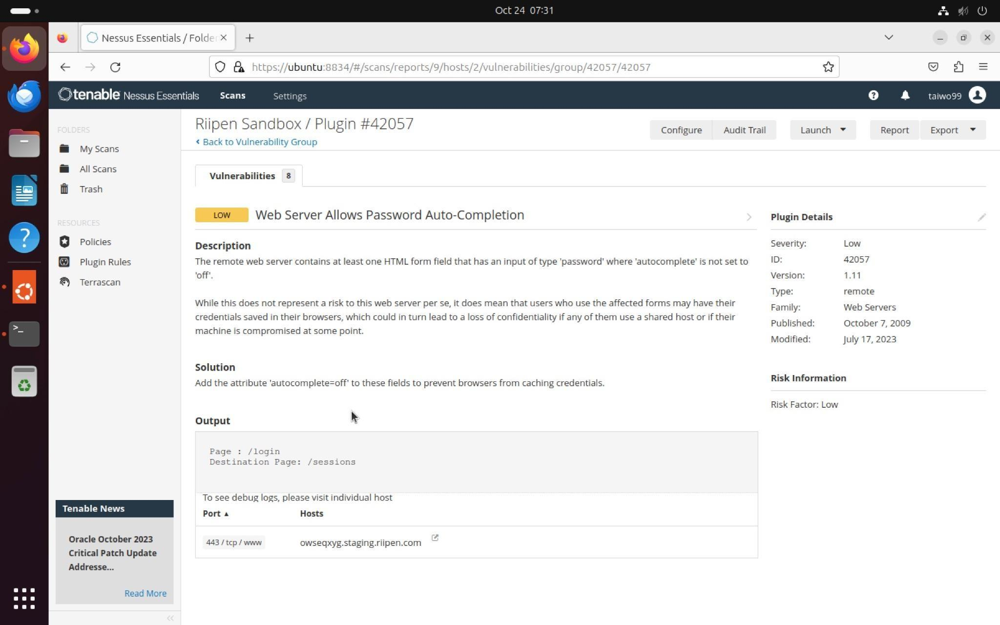 Oct 24 07:31
Nessus Essentials / Folde
https://ubuntu:8834/#/scans/reports/9/hosts/2/vulnerabilities/group/42057/42057
tenable Nessus Essentials
Scans
Settings
taiwo99
FOLDERS
My Scans
All Scans
Trash
RESOURCES
Policies
Plugin Rules
Terrascan
Tenable News
Oracle October 2023
Critical Patch Update
Addresse...
Read More
Riipen Sandbox / Plugin #42057
Back to Vulnerability Group
Configure
Audit Trail
Launch
Report
Export
Vulnerabilities 8
LOW Web Server Allows Password Auto-Completion
Description
The remote web server contains at least one HTML form field that has an input of type 'password' where 'autocomplete' is not set to
'off'.
While this does not represent a risk to this web server per se, it does mean that users who use the affected forms may have their
credentials saved in their browsers, which could in turn lead to a loss of confidentiality if any of them use a shared host or if their
machine is compromised at some point.
Solution
Add the attribute 'autocomplete=off' to these fields to prevent browsers from caching credentials.
Output
Page : /login
Destination Page: /sessions
To see debug logs, please visit individual host
Port ▲ Hosts
443 / tcp / www owseqxyg.staging.riipen.com
Plugin Details
Severity: Low
ID: 42057
Version: 1.11
Type: remote
Family: Web Servers
Published: October 7, 2009
Modified: July 17, 2023
Risk Information
Risk Factor: Low